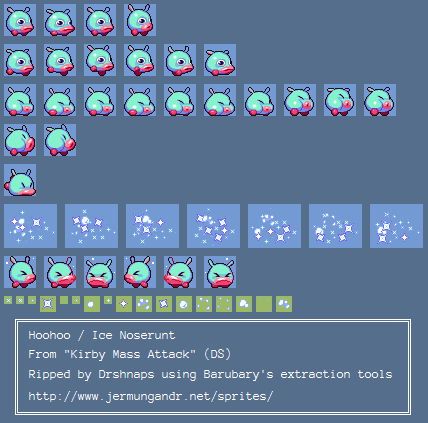 Hoohoo / Ice Noserunt
From "Kirby Mass Attack" (DS)
Ripped by Drshnaps using Barubary's extraction tools
http://www.jermungandr.net/sprites/